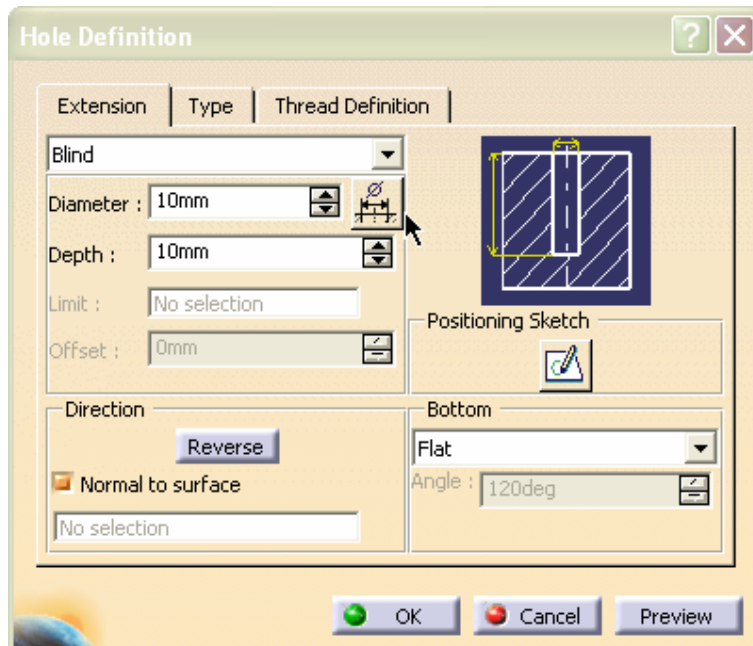 Hole Definition
Extension Type Thread Definition
Blind
Diameter : 10mm
Depth : 10mm
Limit : No selection
Offset : 0mm
Positioning Sketch
Direction
Reverse
Normal to surface
No selection
Bottom
Flat
Angle : 120deg
OK Cancel Preview